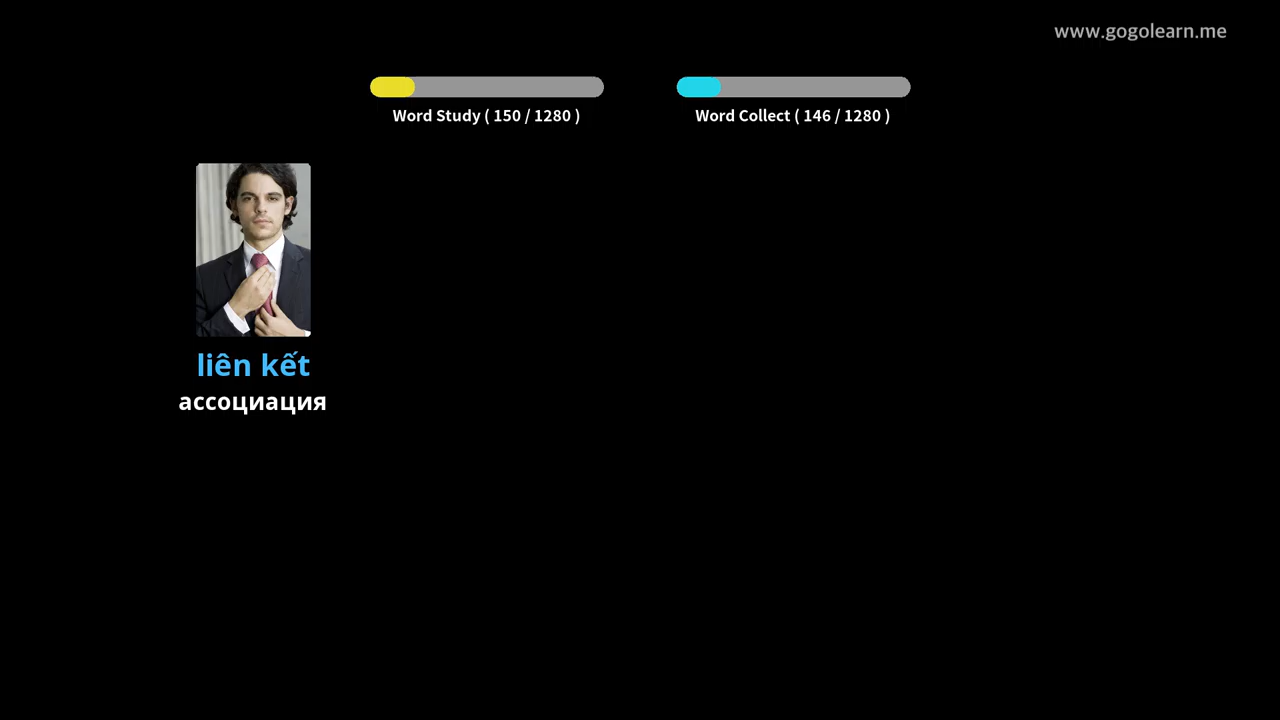 www.gogolearn.me
Word Study ( 150 / 1280 )
Word Collect ( 146 / 1280 )
liên kết
ассоциация